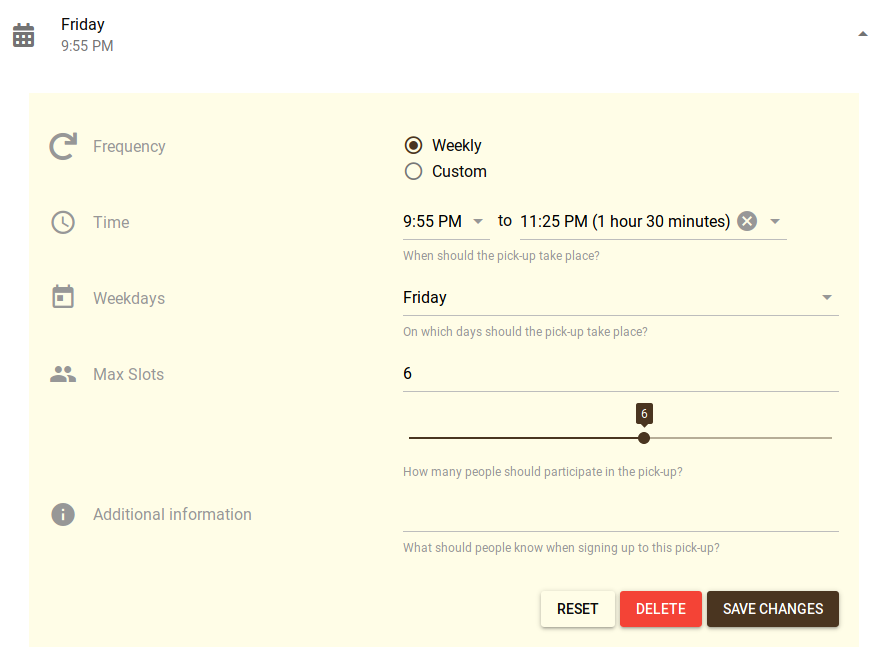 Friday
9:55 PM
Frequency
Weekly
Custom
Time
9:55 PM to 11:25 PM (1 hour 30 minutes)
When should the pick-up take place?
Weekdays
Friday
On which days should the pick-up take place?
Max Slots
6
6
How many people should participate in the pick-up?
Additional information
What should people know when signing up to this pick-up?
RESET DELETE SAVE CHANGES